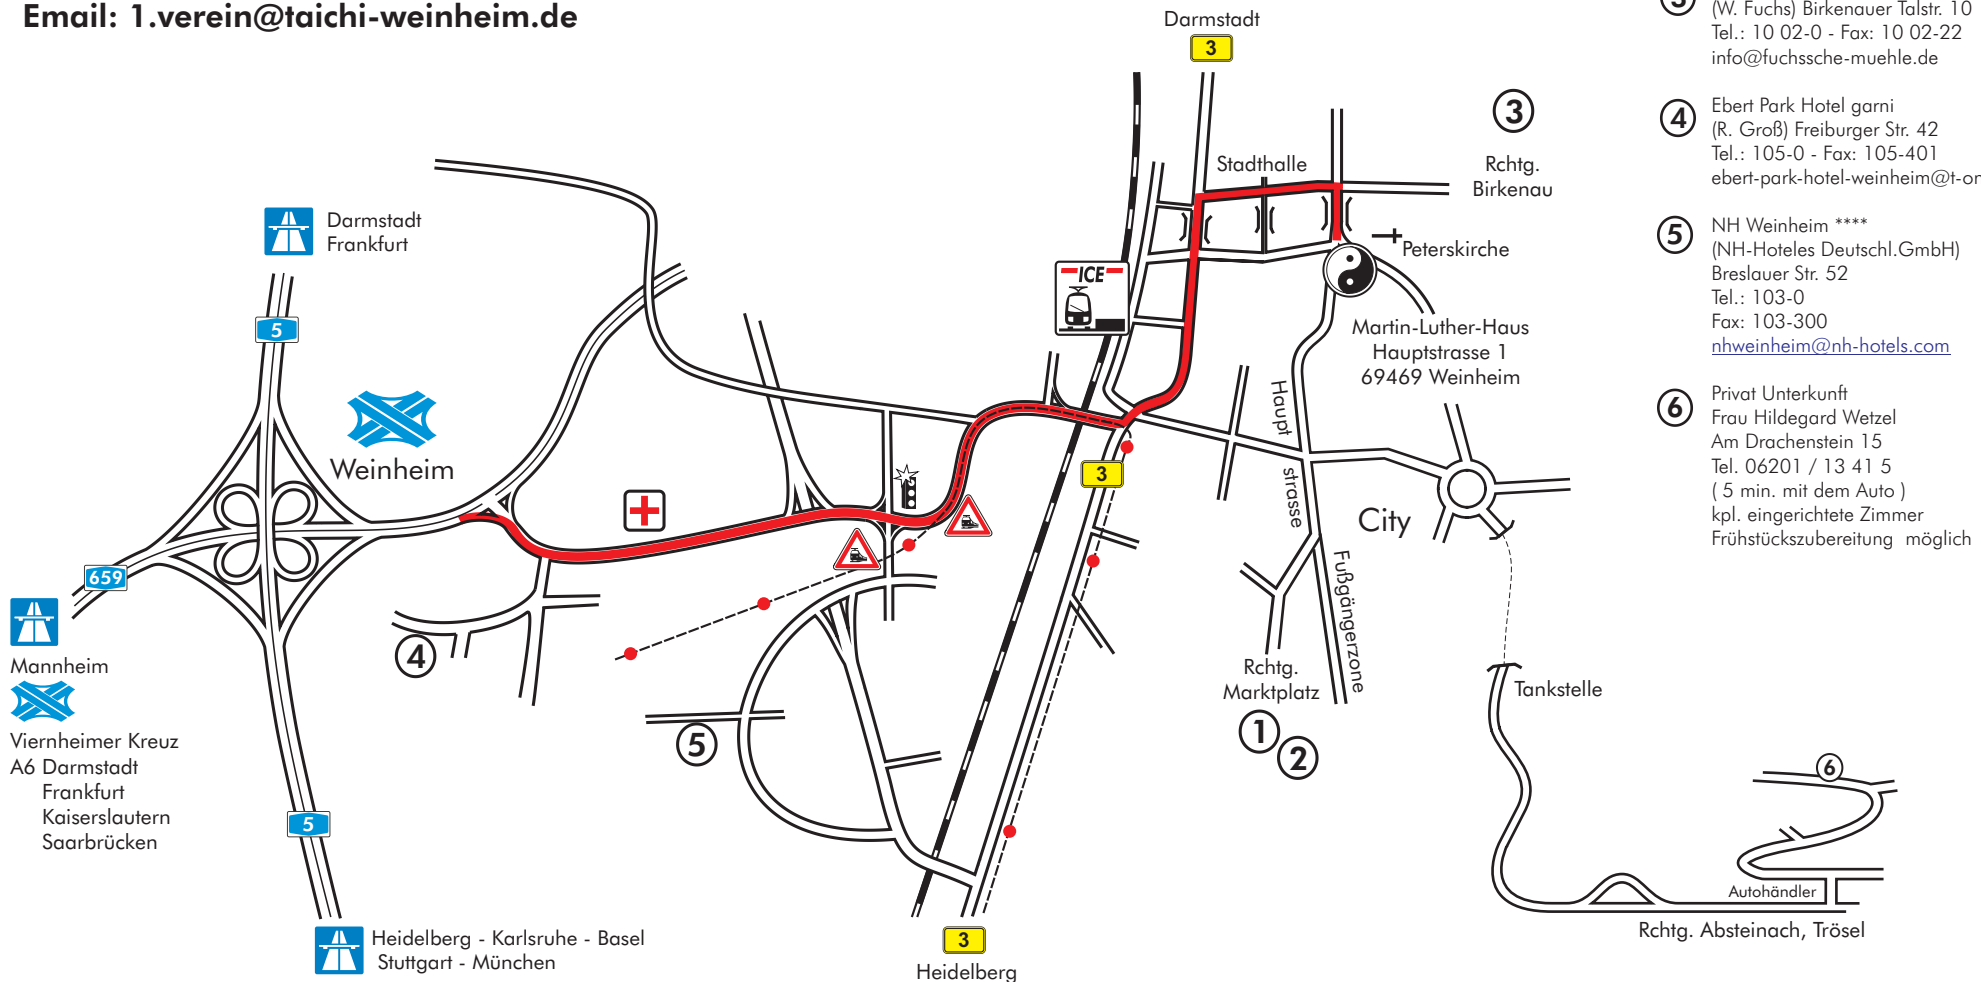 Email: 1.verein@taichi-weinheim.de
Darmstadt
3
Darmstadt
Frankfurt
5
Weinheim
659
Mannheim
Viernheimer Kreuz
A6 Darmstadt
Frankfurt
Kaiserslautern
Saarbrücken
5
Heidelberg - Karlsruhe - Basel
Stuttgart - München
ICE
Stadthalle
3
Rchtg.
Birkenau
Peterskirche
Martin-Luther-Haus
Hauptstrasse 1
69469 Weinheim
Haupt
strasse
Fußgängerzone
City
3
4
5
Rchtg.
Marktplatz
1
2
3
Heidelberg
Tankstelle
6
Autohändler
Rchtg. Absteinach, Trösel
3
(W. Fuchs) Birkenauer Talstr. 10
Tel.: 10 02-0 - Fax: 10 02-22
info@fuchssche-muehle.de
4
Ebert Park Hotel garni
(R. Groß) Freiburger Str. 42
Tel.: 105-0 - Fax: 105-401
ebert-park-hotel-weinheim@t-on
5
NH Weinheim ****
(NH-Hoteles Deutschl.GmbH)
Breslauer Str. 52
Tel.: 103-0
Fax: 103-300
nhweinheim@nh-hotels.com
6
Privat Unterkunft
Frau Hildegard Wetzel
Am Drachenstein 15
Tel. 06201 / 13 41 5
( 5 min. mit dem Auto )
kpl. eingerichtete Zimmer
Frühstückszubereitung möglich